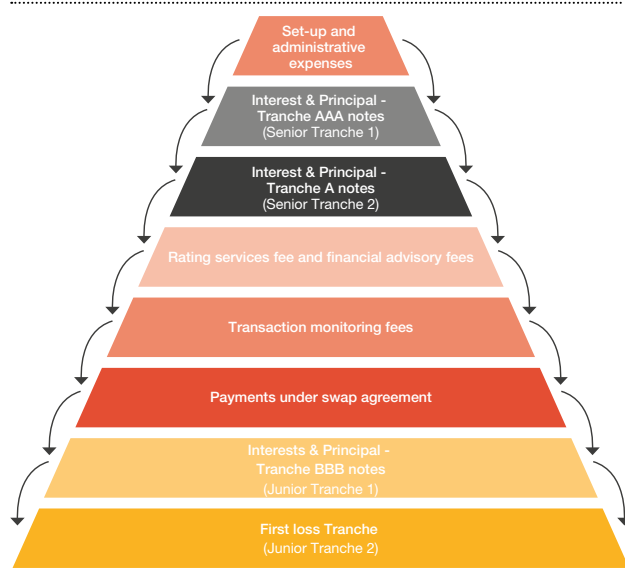 Set-up and
administrative
expenses
Interest & Principal -
Tranche AAA notes
(Senior Tranche 1)
Interest & Principal -
Tranche A notes
(Senior Tranche 2)
Rating services fee and financial advisory fees
Transaction monitoring fees
Payments under swap agreement
Interests & Principal -
Tranche BBB notes
(Junior Tranche 1)
First loss Tranche
(Junior Tranche 2)